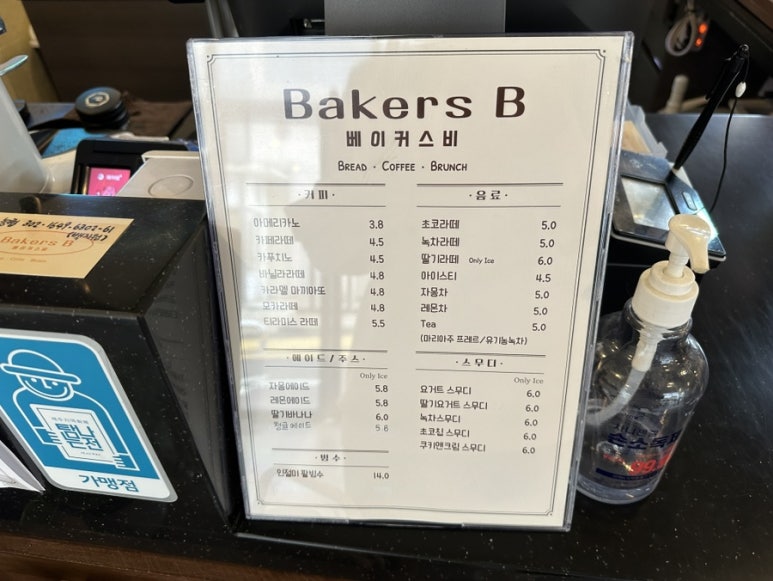 Bakers B
베이커스비
BREAD · COFFEE · BRUNCH
· 커피 ·
아메리카노 3.8
카페라떼 4.5
카푸치노 4.5
바닐라라떼 4.8
카라멜 마끼아또 4.8
모카라떼 4.8
티라미스 라떼 5.5
· 에이드/주스 ·
Only Ice
자몽에이드 5.8
레몬에이드 5.8
딸기바나나 6.0
청귤에이드 5.8
· 빙수 ·
인절미 팥빙수 14.0
· 음료 ·
초코라떼 5.0
녹차라떼 5.0
딸기라떼 Only Ice 6.0
아이스티 4.5
자몽차 5.0
레몬차 5.0
Tea 5.0
(마리아주 프레르/유기농녹차)
· 스무디 ·
Only Ice
요거트 스무디 6.0
딸기요거트 스무디 6.0
녹차스무디 6.0
초코칩 스무디 6.0
쿠키앤크림 스무디 6.0
Bakers B
탐나는전
가맹점
손소독제